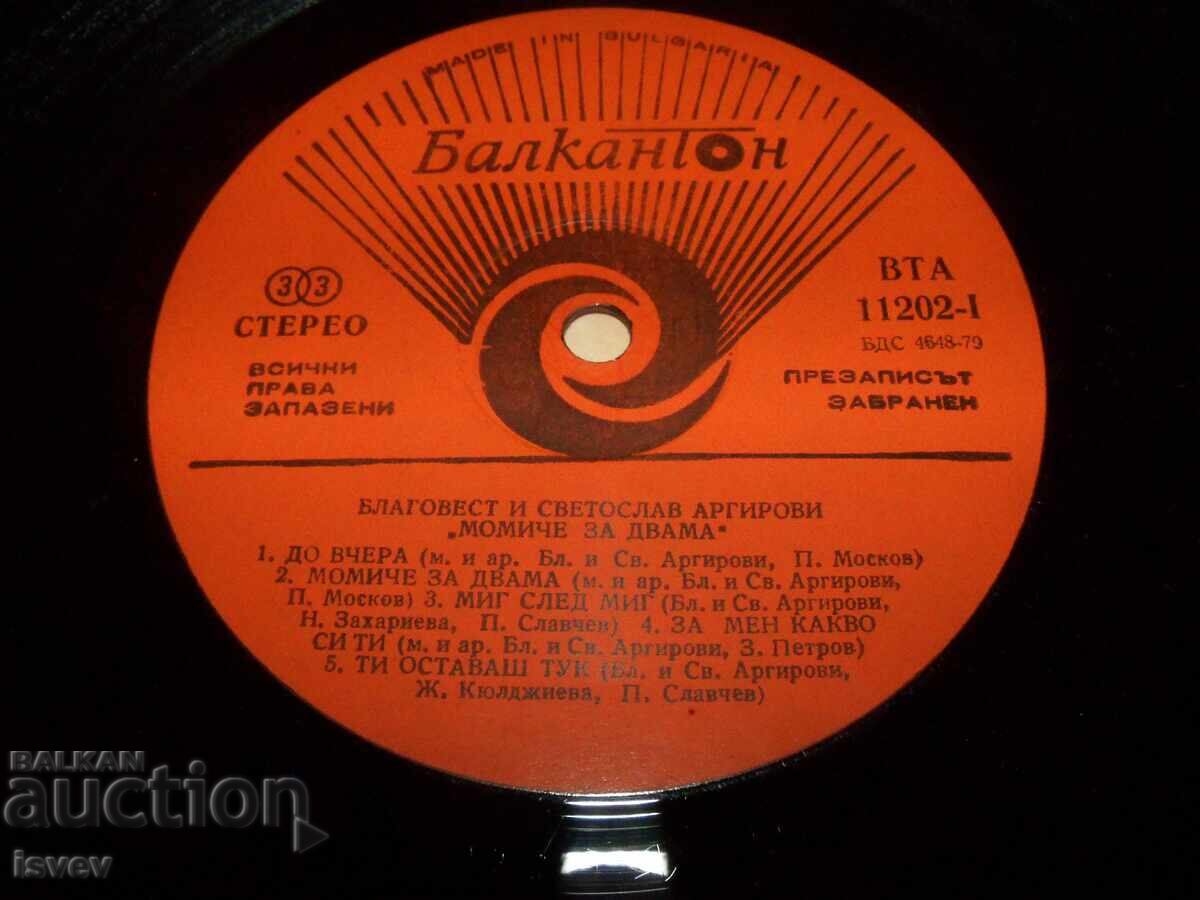 MADE IN BULGARIA
Балкантон
33
СТЕРЕО
ВСИЧКИ
ПРАВА
ЗАПАЗЕНИ
ВТА
11202-I
БДС 4648-79
ПРЕЗАПИСЪТ
ЗАБРАНЕН
БЛАГОВЕСТ И СВЕТОСЛАВ АРГИРОВИ
„МОМИЧЕ ЗА ДВАМА"
1. ДО ВЧЕРА (м. и ар. Бл. и Св. Аргирови, П. Москов)
2. МОМИЧЕ ЗА ДВАМА (м. и ар. Бл. и Св. Аргирови,
П. Москов) 3. МИГ СЛЕД МИГ (Бл. и Св. Аргирови,
Н. Захариева, П. Славчев) 4. ЗА МЕН КАКВО
СИ ТИ (м. и ар. Бл. и Св. Аргирови, З. Петров)
5. ТИ ОСТАВАШ ТУК (Бл. и Св. Аргирови,
Ж. Кюлджиева, П. Славчев)
BALKAN
auction
isvev